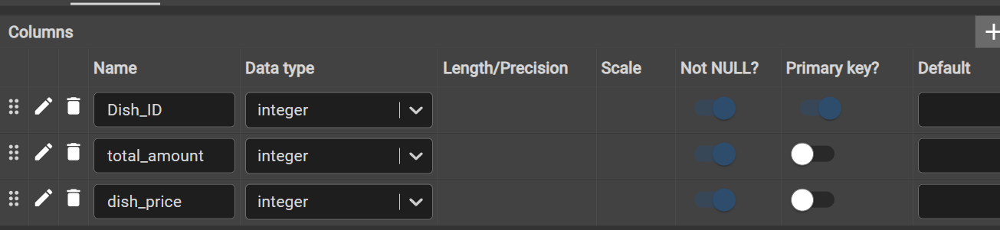 Columns
Name Data type Length/Precision Scale Not NULL? Primary key? Default
Dish_ID integer
total_amount integer
dish_price integer